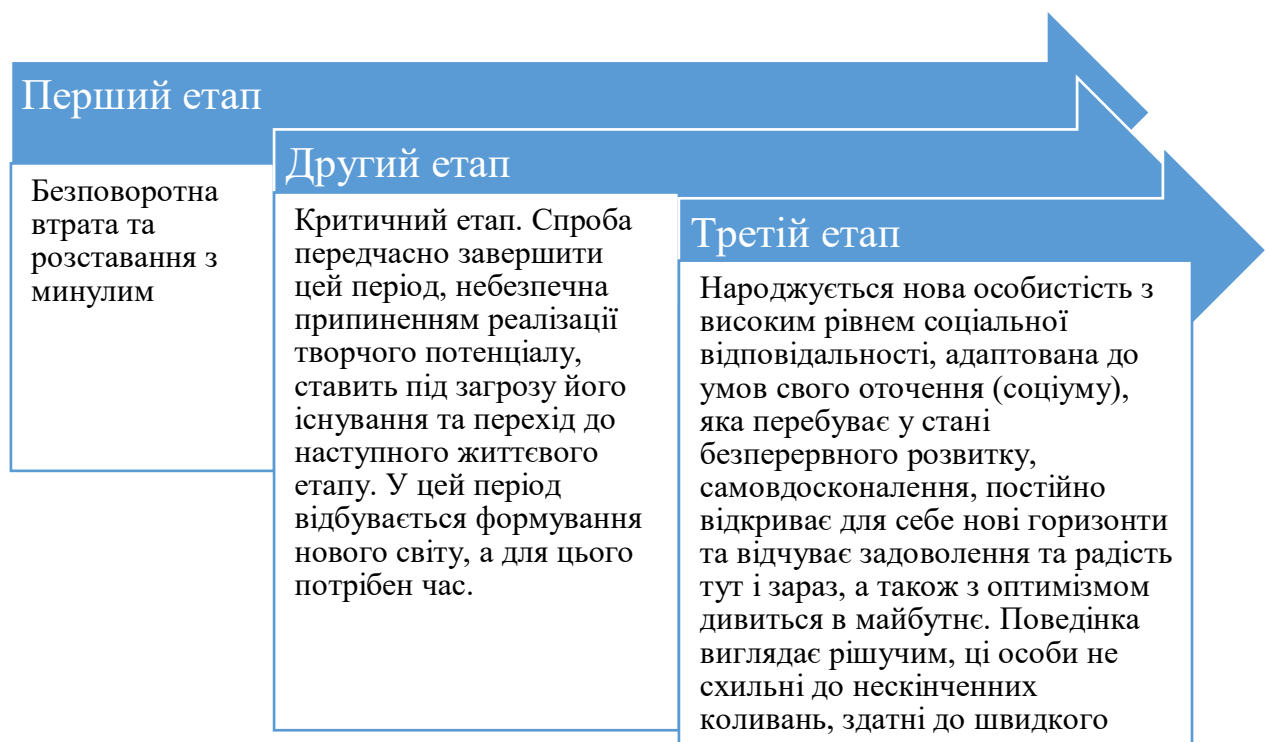 Перший етап
Безповоротна
втрата та
розставання з
минулим
Другий етап
Критичний етап. Спроба
передчасно завершити
цей період, небезпечна
припиненням реалізації
творчого потенціалу,
ставить під загрозу його
існування та перехід до
наступного життєвого
етапу. У цей період
відбувається формування
нового світу, а для цього
потрібен час.
Третій етап
Народжується нова особистість з
високим рівнем соціальної
відповідальності, адаптована до
умов свого оточення (соціуму),
яка перебуває у стані
безперервного розвитку,
самовдосконалення, постійно
відкриває для себе нові горизонти
та відчуває задоволення та радість
тут і зараз, а також з оптимізмом
дивиться в майбутнє. Поведінка
виглядає рішучим, ці особи не
схильні до нескінченних
коливань, здатні до швидкого